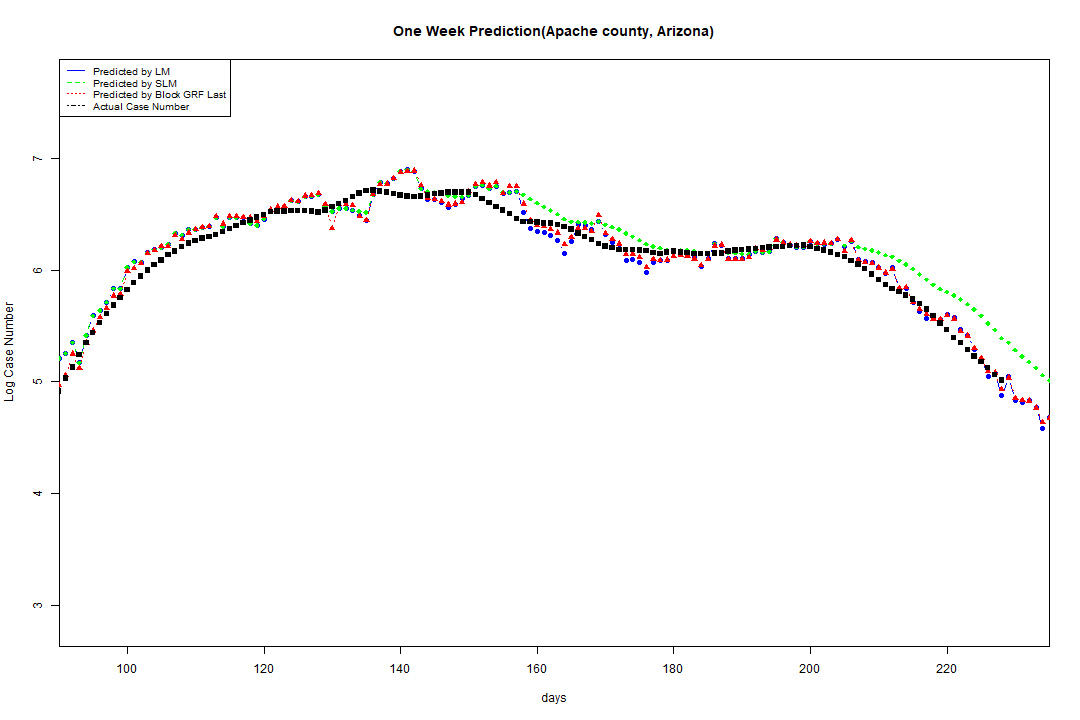 One Week Prediction(Apache county, Arizona)
Predicted by LM
Predicted by SLM
Predicted by Block GRF Last
Actual Case Number
7
6
5
4
3
Log Case Number
100 120 140 160 180 200 220
days